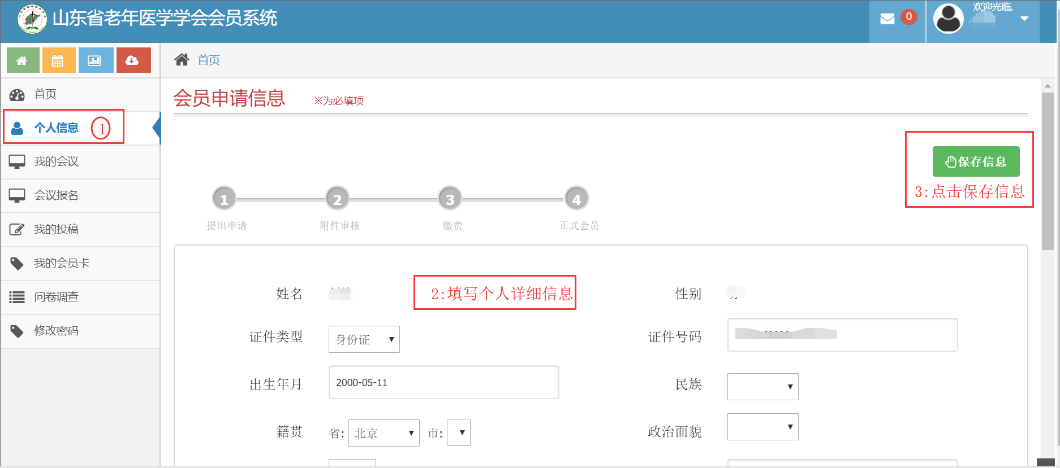 山东省老年医学学会会员系统
0
欢迎光临,
首页
首页
个人信息 1
我的会议
会议报名
我的投稿
我的会员卡
问卷调查
修改密码
会员申请信息 ※为必填项
保存信息
3:点击保存信息
1 2 3 4
提出申请 附件审核 缴费 正式会员
姓名 2:填写个人详细信息 性别
证件类型 身份证 证件号码
出生年月 2000-05-11 民族
籍贯 省: 北京 市: 政治面貌